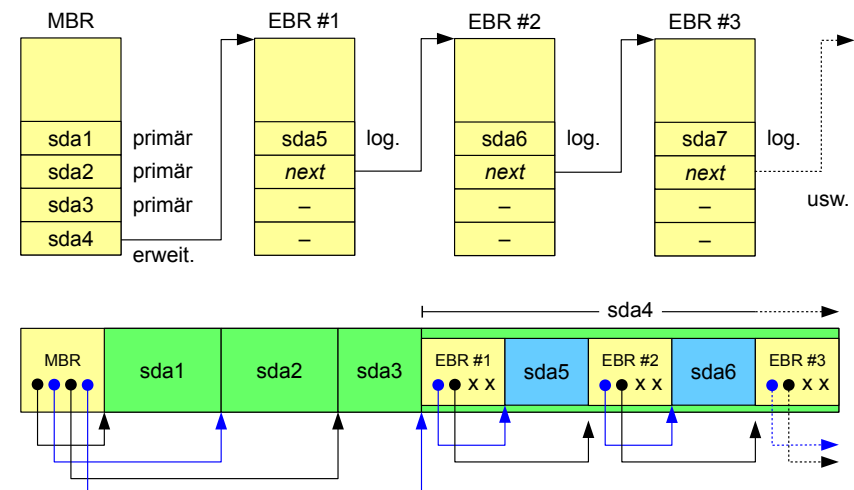 MBR
EBR #1
EBR #2
EBR #3
sda1 primär
sda5 log.
sda6 log.
sda7 log.
sda2 primär
next
next
next
sda3 primär
–
–
–
usw.
sda4
–
–
–
erweit.
sda4
MBR
sda1
sda2
sda3
EBR #1
x x
sda5
EBR #2
x x
sda6
EBR #3
x x